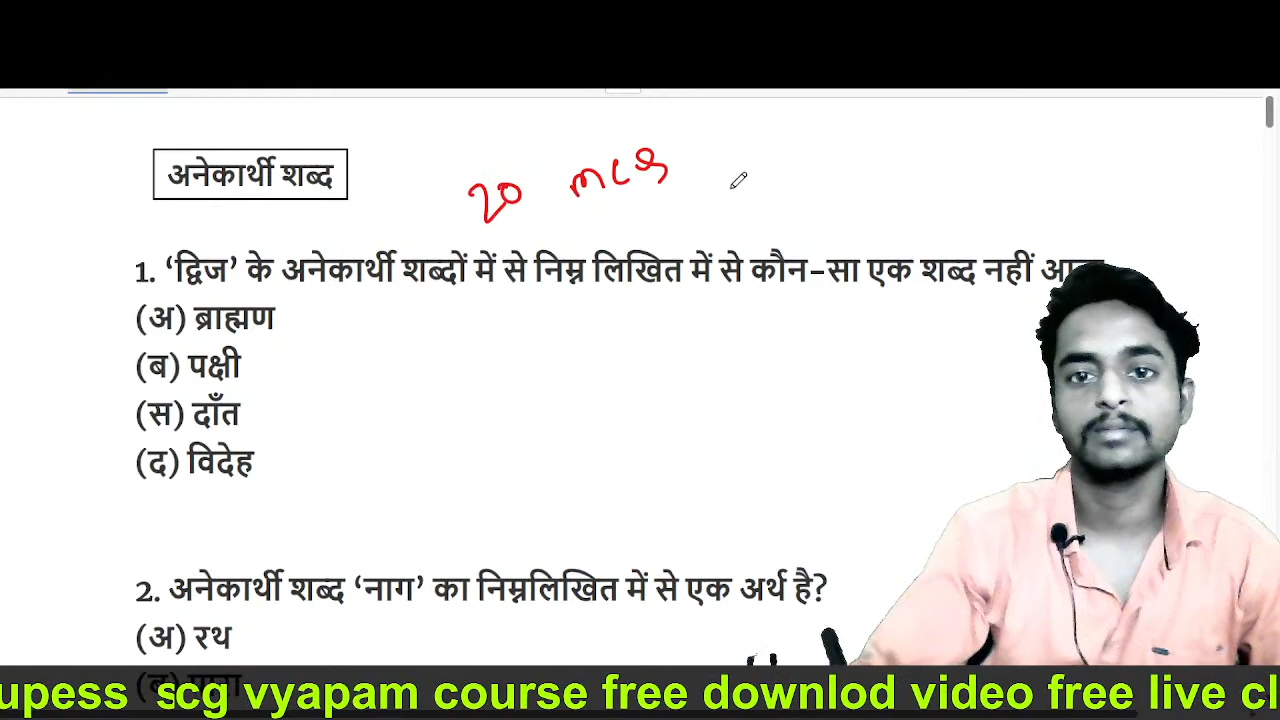 अनेकार्थी शब्द
20 MCQ
1. ‘द्विज’ के अनेकार्थी शब्दों में से निम्न लिखित में से कौन-सा एक शब्द नहीं
(अ) ब्राह्मण
(ब) पक्षी
(स) दाँत
(द) विदेह
2. अनेकार्थी शब्द ‘नाग’ का निम्नलिखित में से एक अर्थ है?
(अ) रथ
upess scg vyapam course free downlod video free live cl